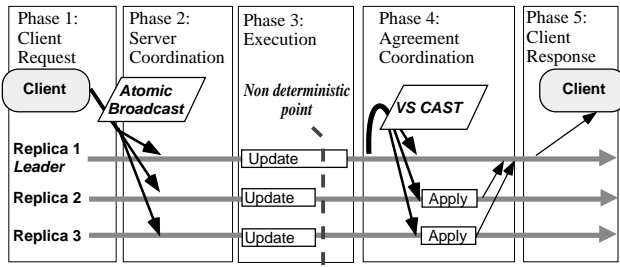 Phase 1:
Client
Request
Phase 2:
Server
Coordination
Phase 3:
Execution
Phase 4:
Agreement
Coordination
Phase 5:
Client
Response
Client
Atomic
Broadcast
Non deterministic
point
VS CAST
Client
Replica 1
Leader
Update
Replica 2
Update
Apply
Replica 3
Update
Apply